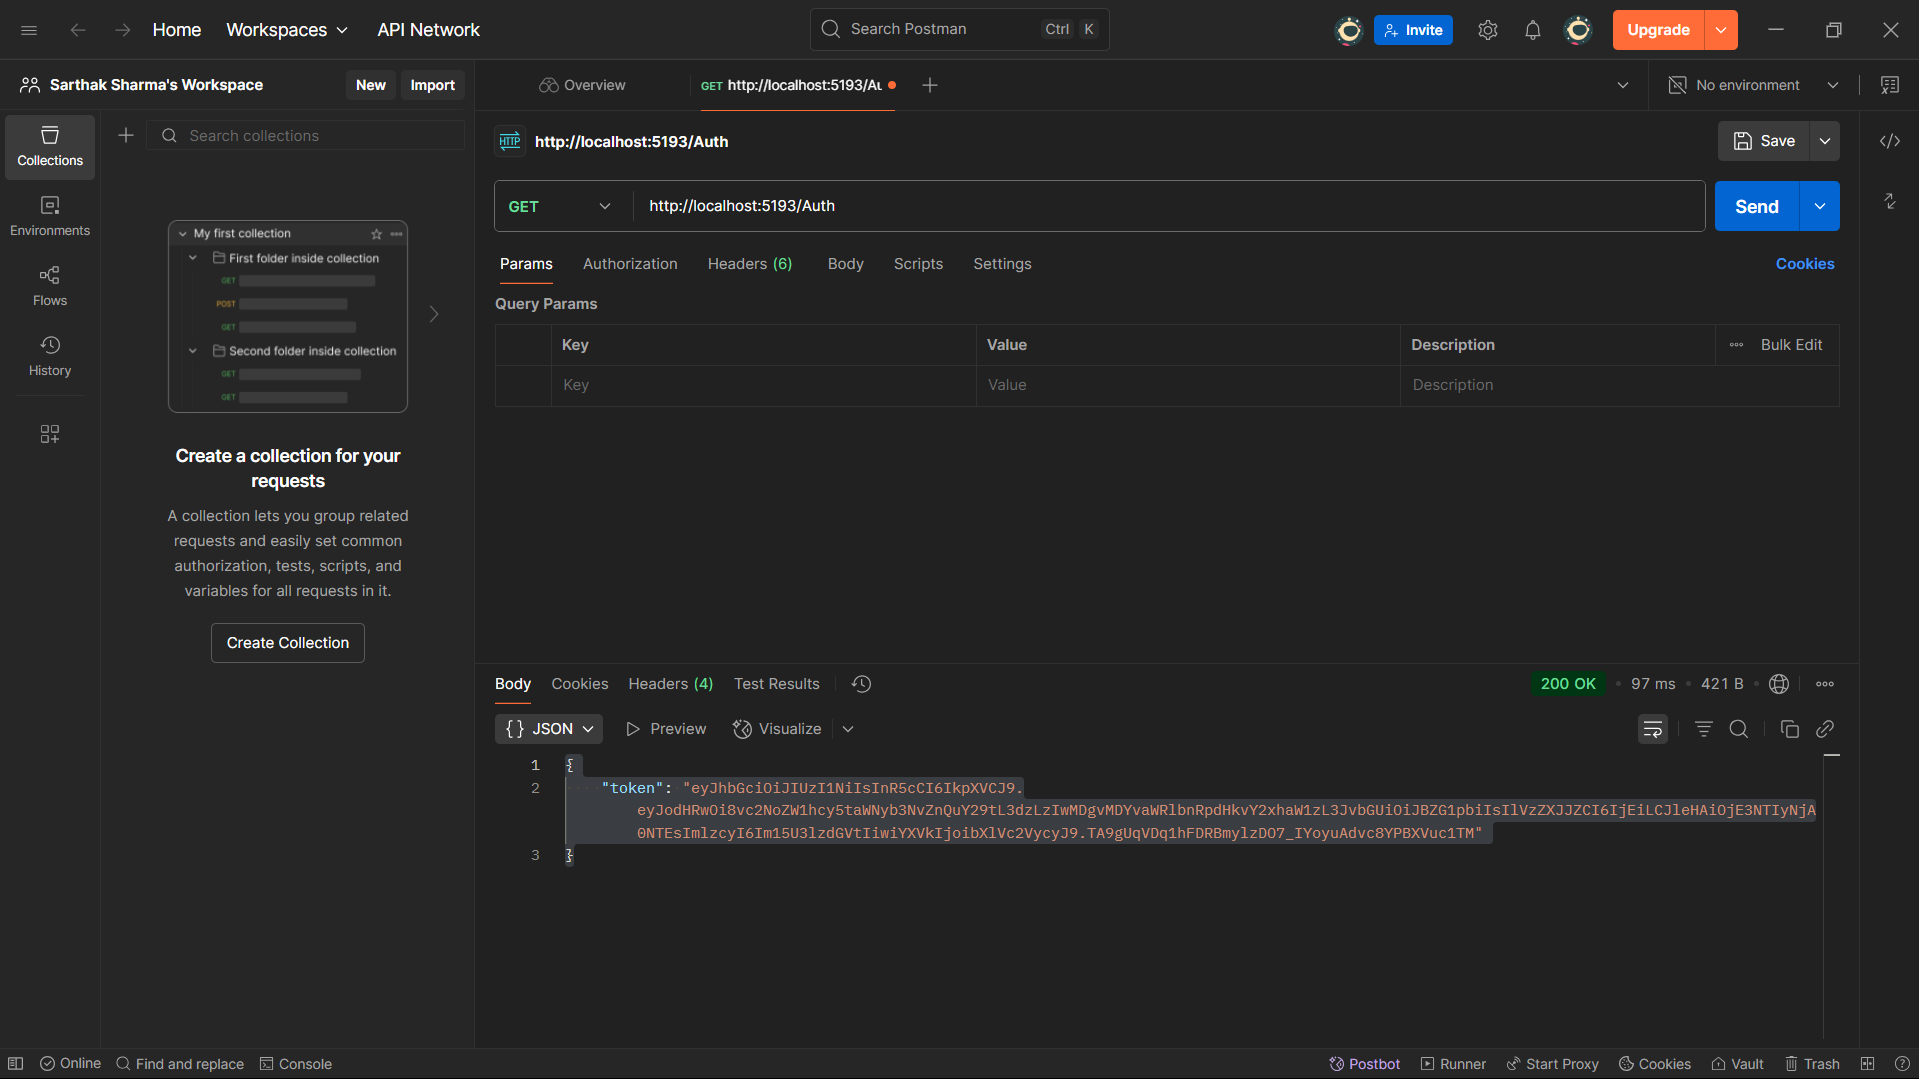 Home Workspaces API Network Search Postman Ctrl K Invite Upgrade
Sarthak Sharma's Workspace New Import Overview GET http://localhost:5193/Au No environment
Search collections
Collections
Environments
Flows
History
My first collection
First folder inside collection
GET
POST
GET
Second folder inside collection
GET
GET
Create a collection for your
requests
A collection lets you group related
requests and easily set common
authorization, tests, scripts, and
variables for all requests in it.
Create Collection
HTTP http://localhost:5193/Auth Save
GET http://localhost:5193/Auth Send
Params Authorization Headers (6) Body Scripts Settings Cookies
Query Params
Key Value Description Bulk Edit
Key Value Description
Body Cookies Headers (4) Test Results 200 OK • 97 ms • 421 B
{} JSON Preview Visualize
1 {
2 "token": "eyJhbGciOiJIUzI1NiIsInR5cCI6IkpXVCJ9.
eyJodHRwOi8vc2NoZW1hcy5taWNyb3NvZnQuY29tL3dzLzIwMDgvMDYvaWRlbnRpdHkvY2xhaW1zL3JvbGUiOiJBZG1pbiIsIlVzZXJJZCI6IjEiLCJleHAiOjE3NTIyNjA
0NTEsImlzcyI6Im15U3lzdGVtIiwiYXVkIjoibXlVc2VycyJ9.TA9gUqVDq1hFDRBmylzDO7_IYoyuAdvc8YPBXVuc1TM"
3 }
Online Find and replace Console Postbot Runner Start Proxy Cookies Vault Trash